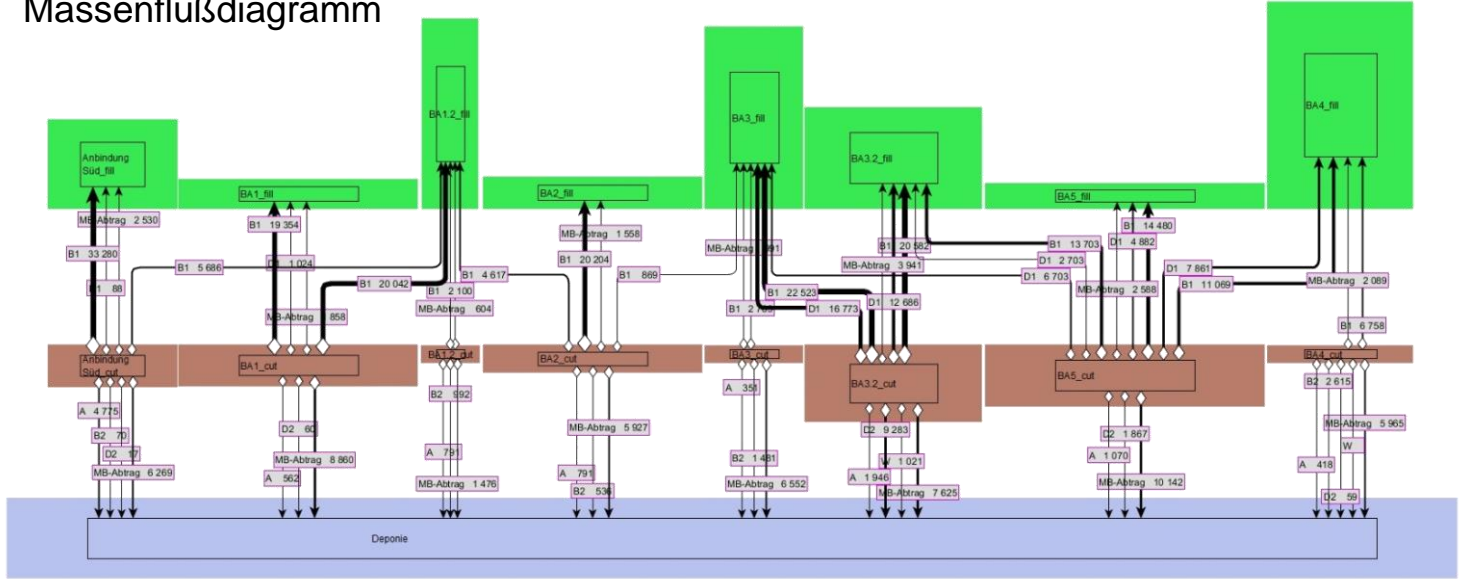 Massenflußdiagramm
BA1.2_fill
BA3_fill
BA4_fill
Anbindung
Süd_fill
BA3.2_fill
BA1_fill
BA2_fill
BA5_fill
MB-Abtrag 2 530
B1 19 354
MB-Abtrag 1 558
B1 14 480
B1 33 280
D1 1 024
B1 5 686
B1 20 204
B1 4 617
B1 869
MB-Abtrag
B1 20 582
MB-Abtrag 3 941
B1 13 703
D1 4 882
D1 2 703
D1 6 703
D1 7 861
88
B1 20 042
B1 2 100
MB-Abtrag 604
B1 22 523
D1 12 686
D1 16 773
MB-Abtrag 2 588
B1 11 069
MB-Abtrag 2 089
MB-Abtrag 858
B1 6 758
Anbindung
Süd_cut
BA1_cut
BA1.2_cut
BA2_cut
BA3_cut
BA3.2_cut
BA5_cut
BA4_cut
A 4 775
B2 70
D2 17
MB-Abtrag 6 269
D2 60
MB-Abtrag 8 860
A 562
B2 992
A 791
MB-Abtrag 1 476
MB-Abtrag 5 927
A 791
B2 536
A 351
B2 1 481
MB-Abtrag 6 552
D2 9 283
W 1 021
A 1 946
MB-Abtrag 7 625
D2 1 867
A 1 070
MB-Abtrag 10 142
B2 2 615
MB-Abtrag 5 965
W
A 418
D2 59
Deponie